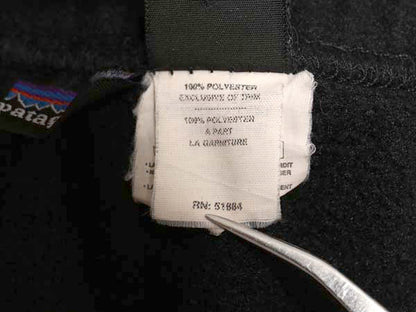 patag
100% POLYESTER
EXCLUSIVE OF TRIM
100% POLYESTER
A PART
LA GARNITURE
RN: 51884